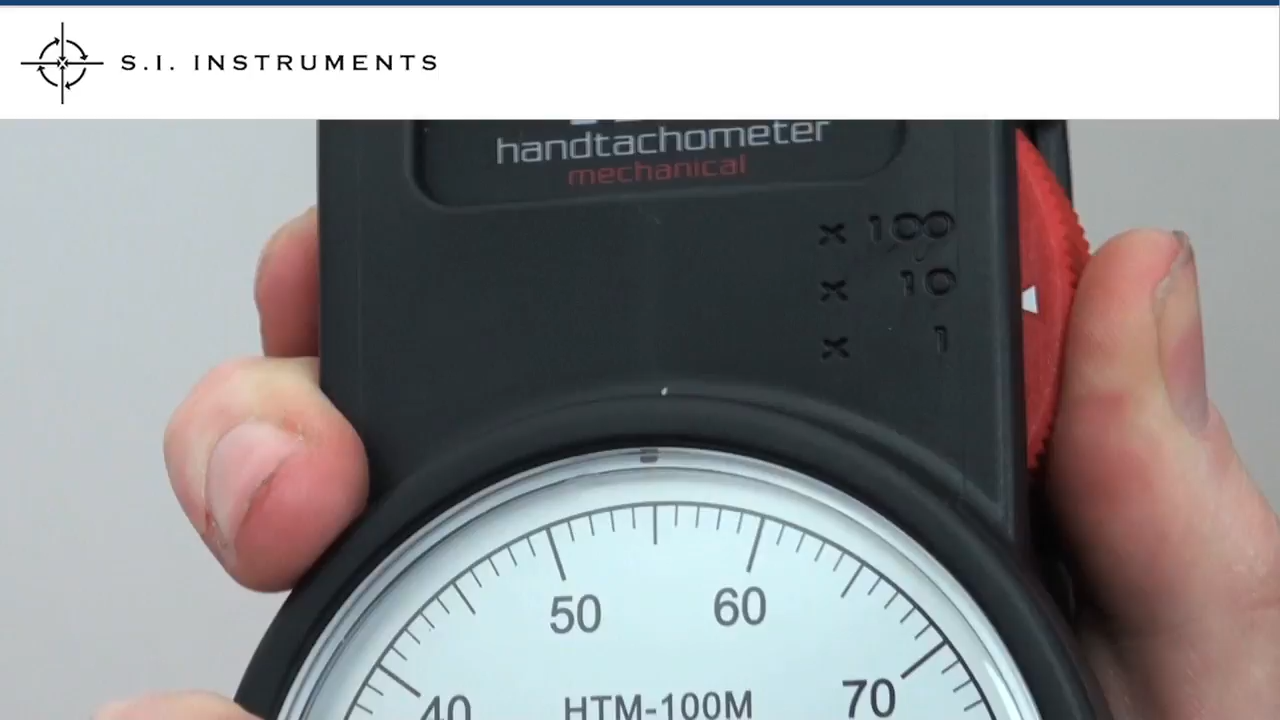 S.I. INSTRUMENTS
handtachometer
mechanical
x 100
x 10
x 1
50 60
40 HTM-100M 70